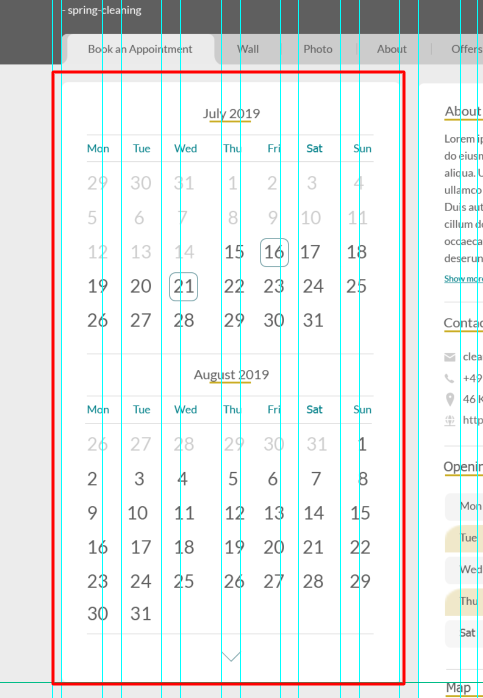 - spring-cleaning
Book an Appointment Wall Photo About Offers
July 2019
Mon Tue Wed Thu Fri Sat Sun
29 30 31 1 2 3 4
5 6 7 8 9 10 11
12 13 14 15 16 17 18
19 20 21 22 23 24 25
26 27 28 29 30 31
August 2019
Mon Tue Wed Thu Fri Sat Sun
26 27 28 29 30 31 1
2 3 4 5 6 7 8
9 10 11 12 13 14 15
16 17 18 19 20 21 22
23 24 25 26 27 28 29
30 31
About
Lorem ip
do eiusm
aliqua. U
ullamco
Duis aut
cillum do
occaeca
deserun
Show more
Contac
clea
+49
46 K
http
Openin
Mon
Tue
Wed
Thu
Sat
Map